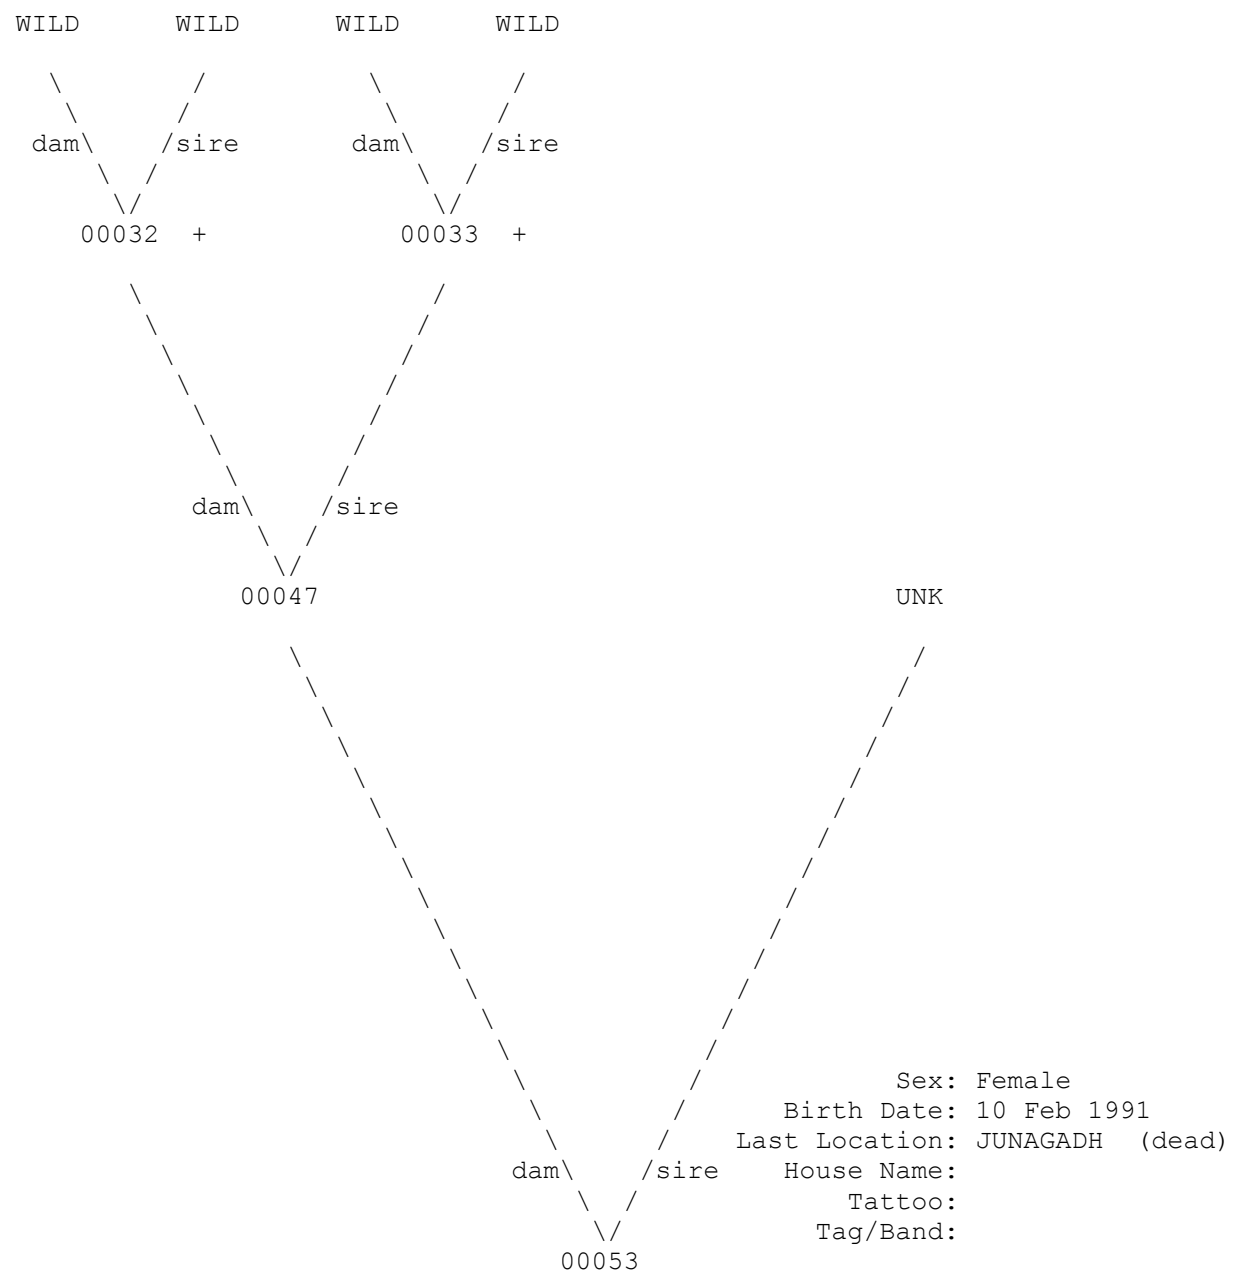 WILD WILD WILD WILD
dam\ /sire dam\ /sire
00032 + 00033 +
dam\ /sire
00047 UNK
Sex: Female
Birth Date: 10 Feb 1991
Last Location: JUNAGADH (dead)
dam\ /sire House Name:
Tattoo:
Tag/Band:
00053